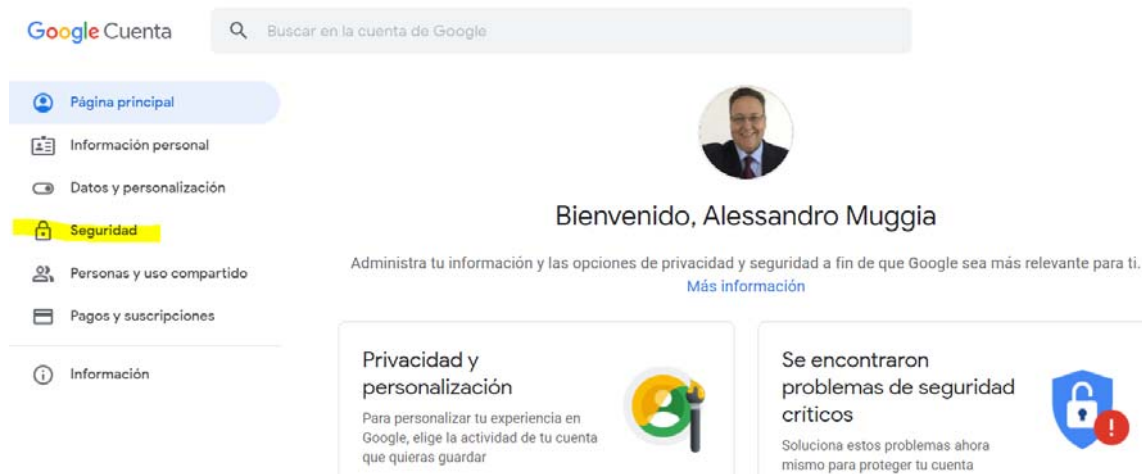 Google Cuenta
Buscar en la cuenta de Google
Página principal
Información personal
Datos y personalización
Seguridad
Personas y uso compartido
Pagos y suscripciones
Información
Bienvenido, Alessandro Muggia
Administra tu información y las opciones de privacidad y seguridad a fin de que Google sea más relevante para ti.
Más información
Privacidad y
personalización
Para personalizar tu experiencia en
Google, elige la actividad de tu cuenta
que quieras guardar
Se encontraron
problemas de seguridad
críticos
Soluciona estos problemas ahora
mismo para proteger tu cuenta